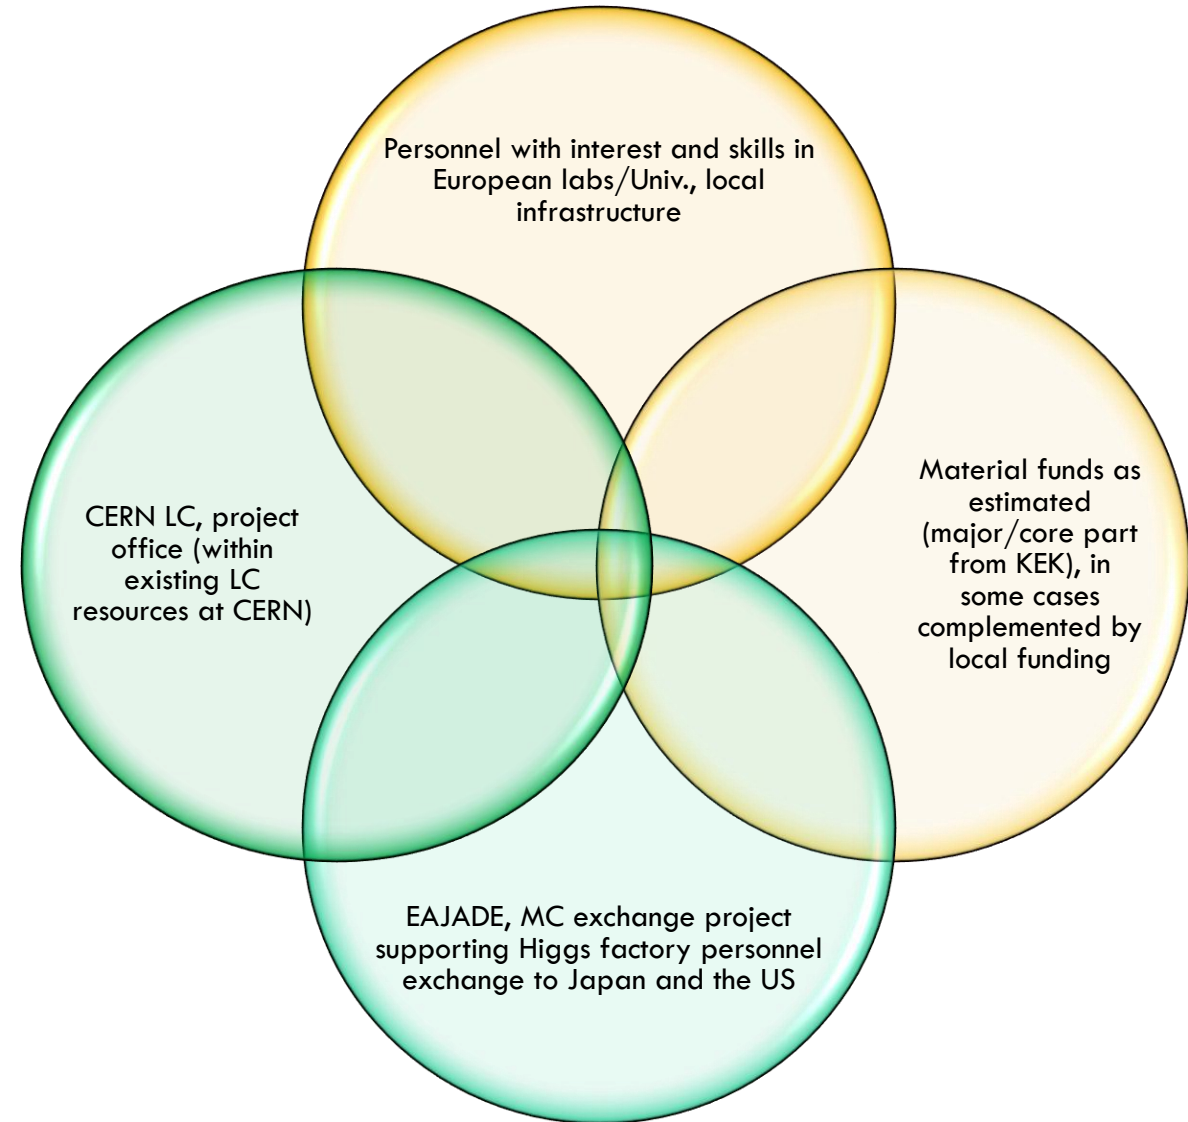 Personnel with interest and skills in
European labs/Univ., local
infrastructure
CERN LC, project
office (within
existing LC
resources at CERN)
Material funds as
estimated
(major/core part
from KEK), in
some cases
complemented by
local funding
EAJADE, MC exchange project
supporting Higgs factory personnel
exchange to Japan and the US